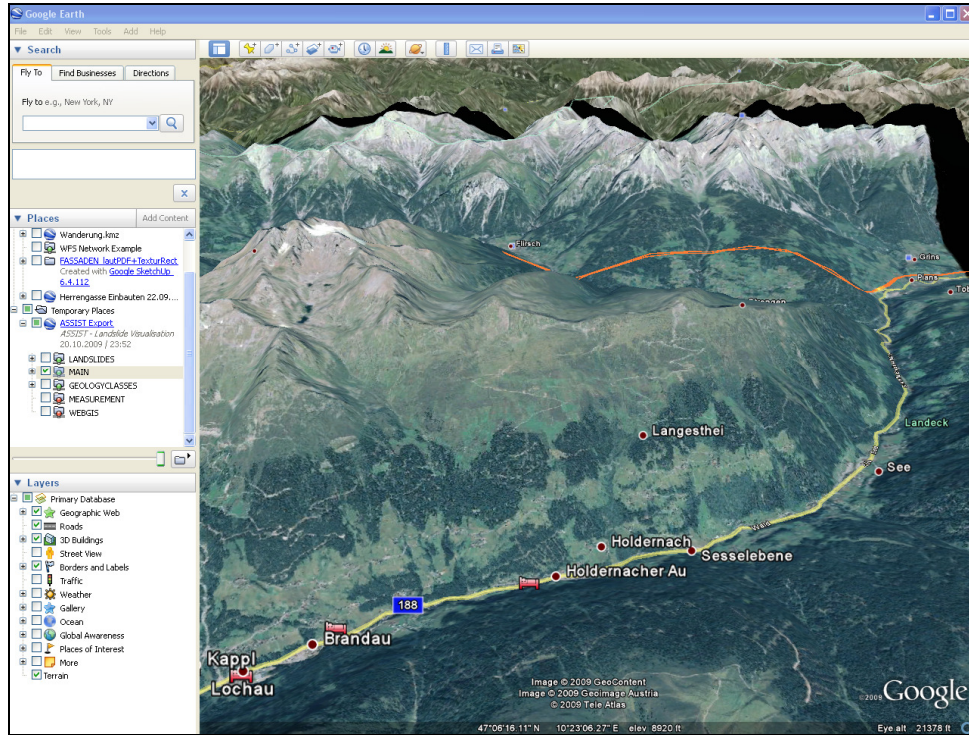 Google Earth
File Edit View Tools Add Help
Search
Fly To Find Businesses Directions
Fly to e.g., New York, NY
Places Add Content
Wanderung.kmz
WFS Network Example
FASSADEN_lautPDF+TexturRect
Created with Google SketchUp
6.4.112
Herrengasse Einbauten 22.09....
Temporary Places
ASSIST Export
ASSIST - Landslide Visualisation
20.10.2009 / 23:52
LANDSLIDES
MAIN
GEOLOGYCLASSES
MEASUREMENT
WEBGIS
Layers
Primary Database
Geographic Web
Roads
3D Buildings
Street View
Borders and Labels
Traffic
Weather
Gallery
Ocean
Global Awareness
Places of Interest
More
Terrain
Flirsch
Grins
Pians
Landeck
Langesthei
See
Wald
Holdernach
Sesselebene
Holdernacher Au
188
Brandau
Kappl
Lochau
Image © 2009 GeoContent
Image © 2009 Geoimage Austria
© 2009 Tele Atlas
©2009 Google
47°06'16.11" N 10°23'06.27" E elev 8920 ft Eye alt 21378 ft